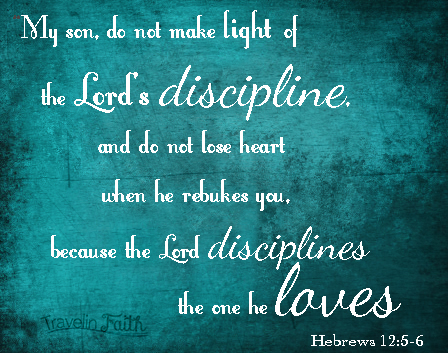 My son, do not make light of
the Lord's discipline,
and do not lose heart
when he rebukes you,
because the Lord disciplines
the one he loves
Travelin Faith
Hebrews 12:5-6